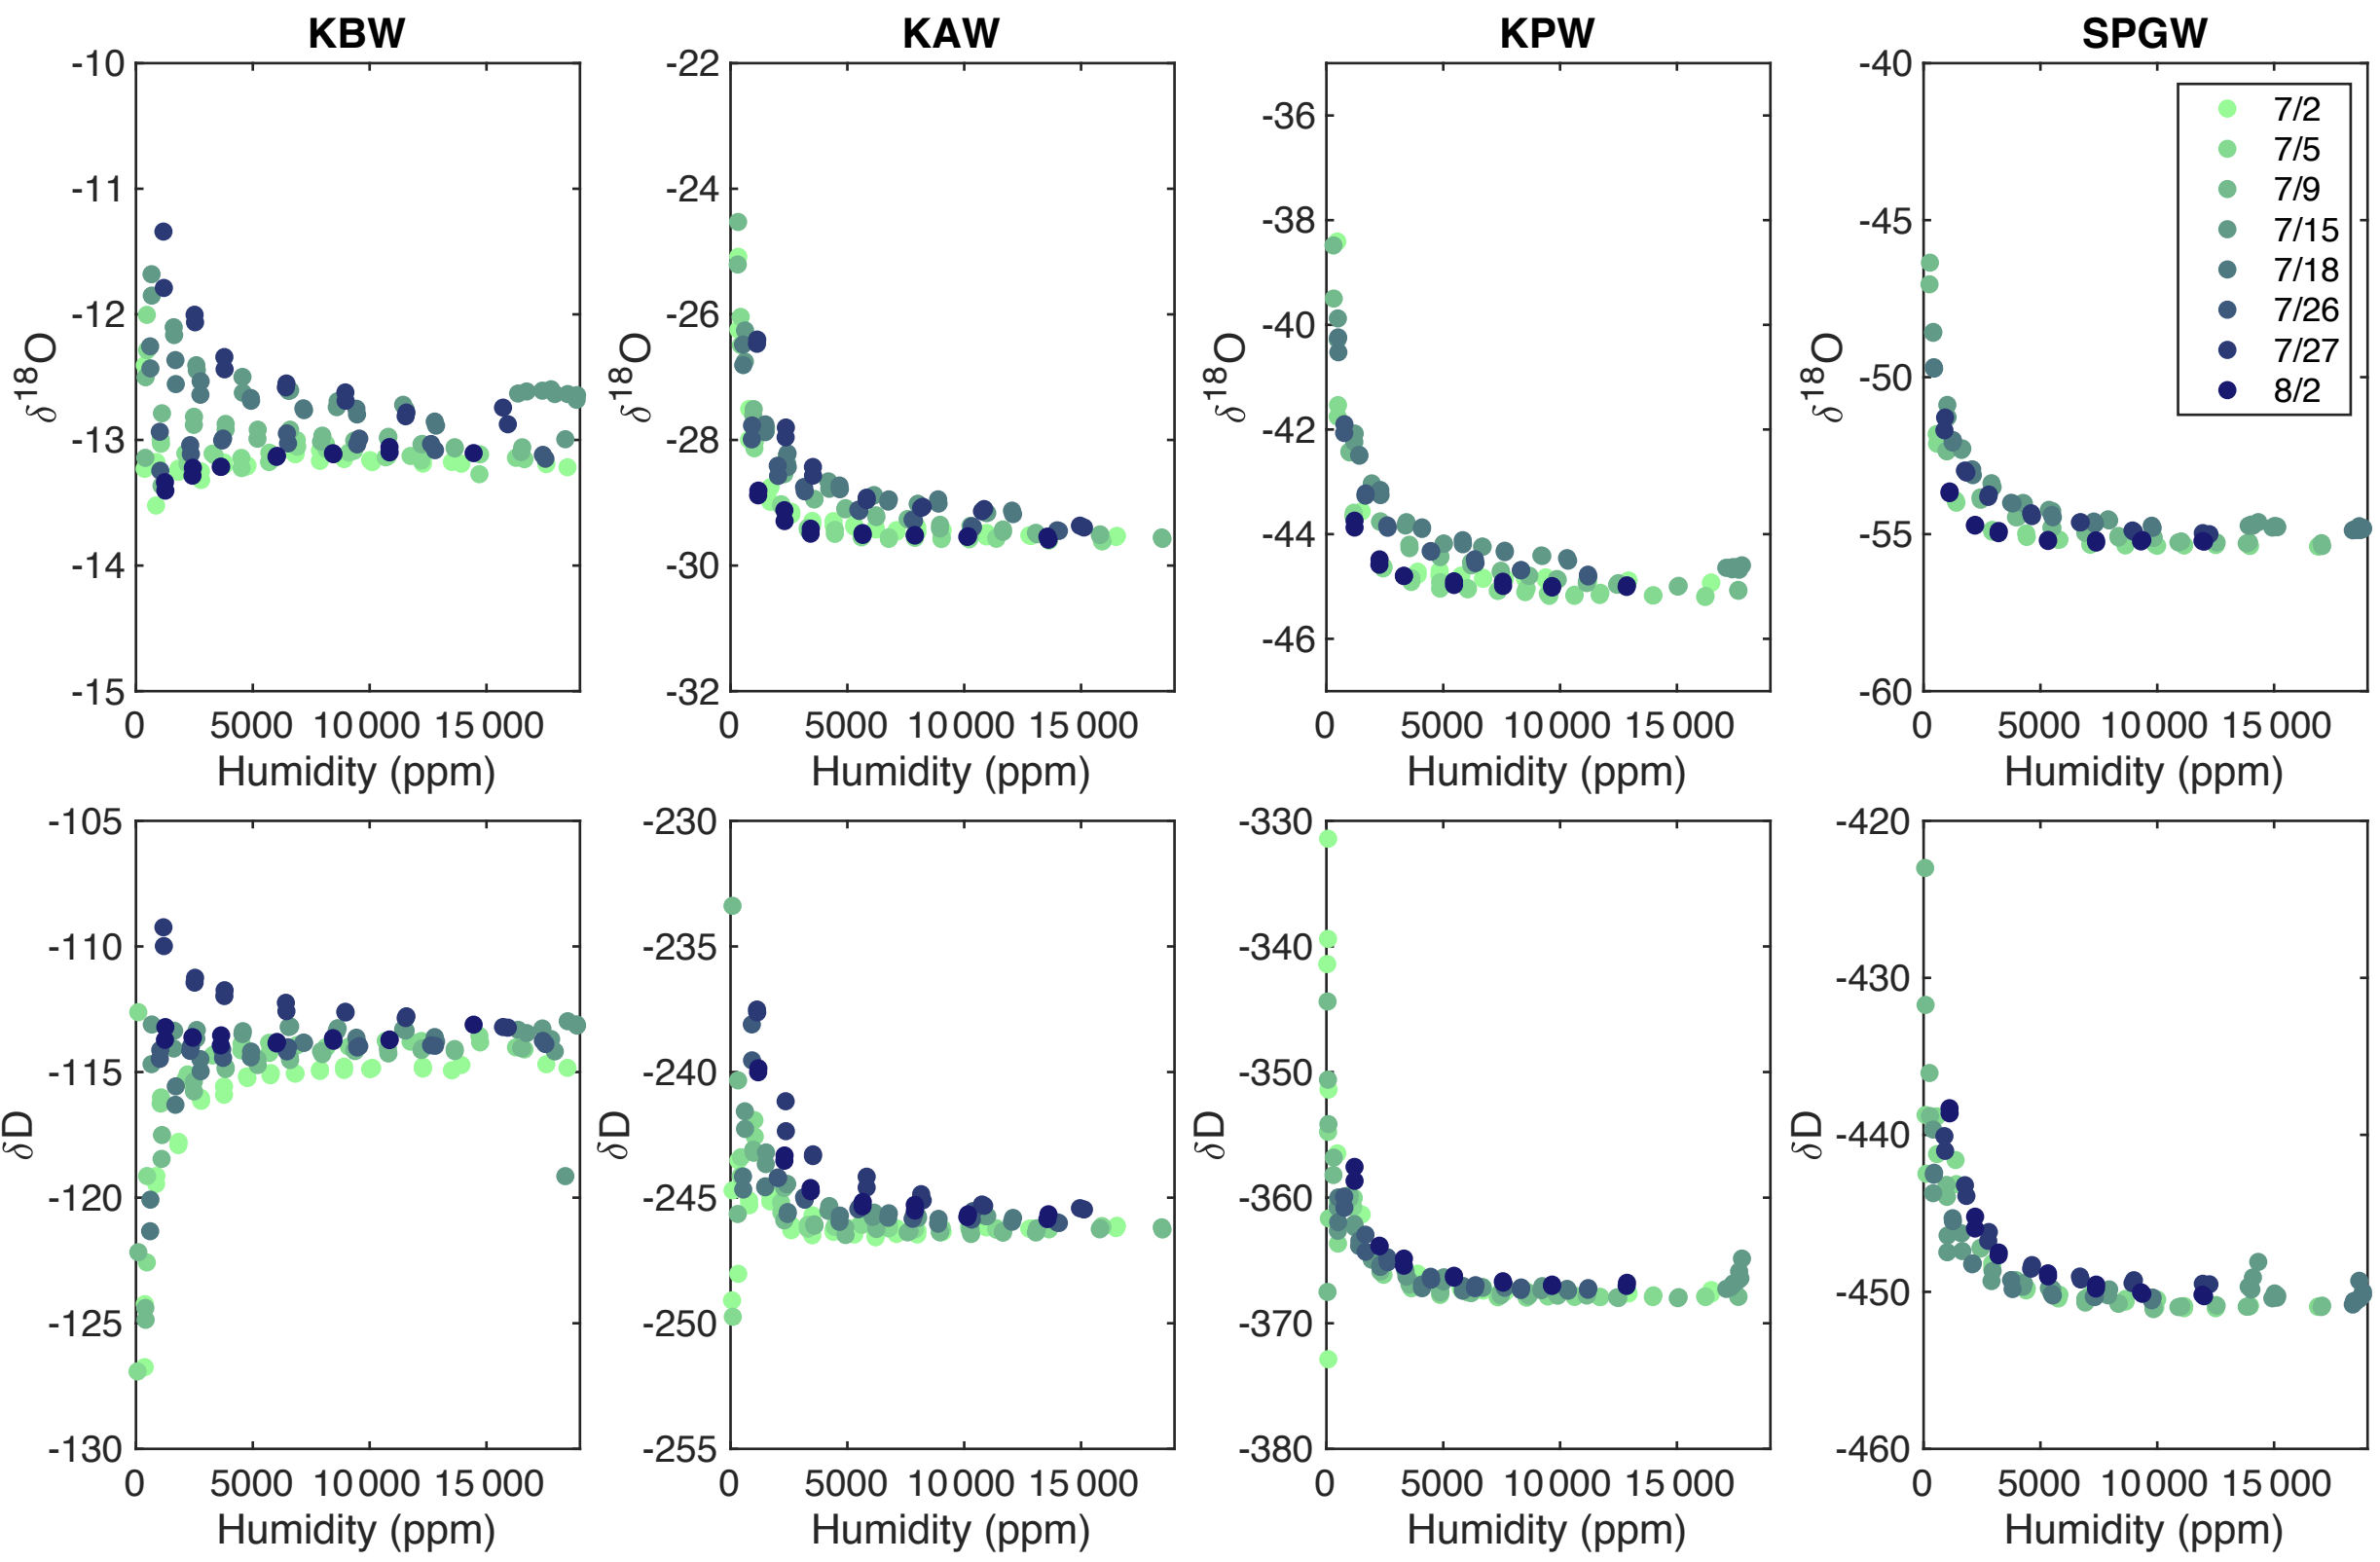 KBW KAW KPW SPGW
-10 -22 -40
-36 7/2
-11 -24 7/5
-38 -45 7/9
7/15
-12 -26 -40 7/18
δ18O δ18O δ18O δ18O -50 7/26
-13 -28 -42 7/27
8/2
-44 -55
-14 -30
-46
-15 -32 -60
0 5000 10 000 15 000 0 5000 10 000 15 000 0 5000 10 000 15 000 0 5000 10 000 15 000
Humidity (ppm) Humidity (ppm) Humidity (ppm) Humidity (ppm)
-105 -230 -330 -420
-110 -235 -340
-430
-115 -240 -350
δD δD δD δD -440
-120 -245 -360
-450
-125 -250 -370
-130 -255 -380 -460
0 5000 10 000 15 000 0 5000 10 000 15 000 0 5000 10 000 15 000 0 5000 10 000 15 000
Humidity (ppm) Humidity (ppm) Humidity (ppm) Humidity (ppm)